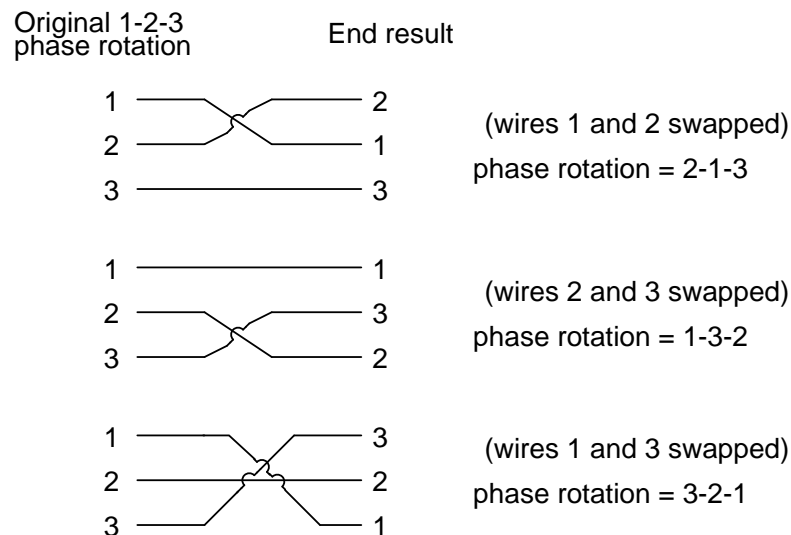 Original 1-2-3
phase rotation
End result
1 2
2 1
3 3
(wires 1 and 2 swapped)
phase rotation = 2-1-3
1 1
2 3
3 2
(wires 2 and 3 swapped)
phase rotation = 1-3-2
1 3
2 2
3 1
(wires 1 and 3 swapped)
phase rotation = 3-2-1